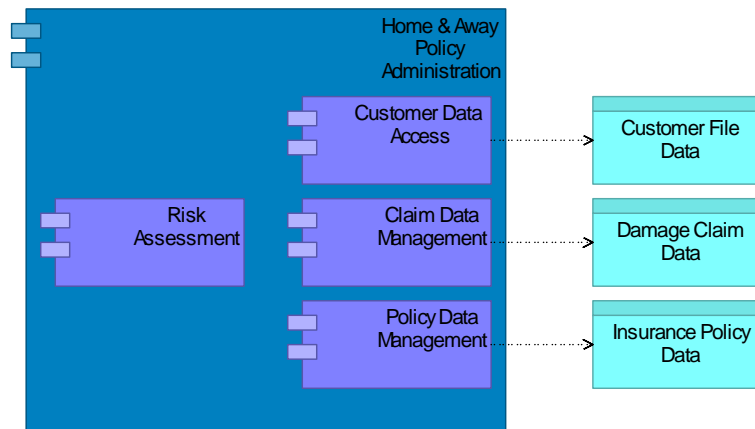 Home & Away
Policy
Administration
Customer Data
Access
Customer File
Data
Risk
Assessment
Claim Data
Management
Damage Claim
Data
Policy Data
Management
Insurance Policy
Data